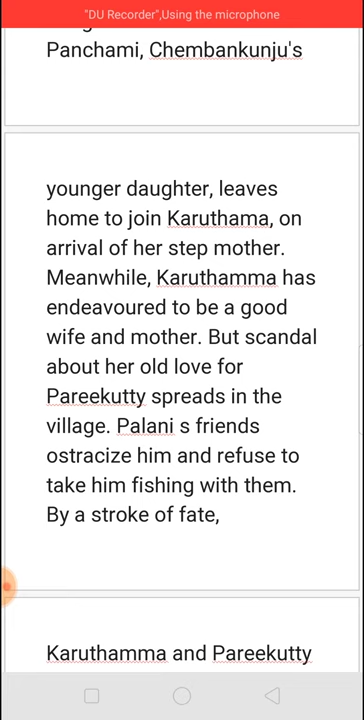 "DU Recorder",Using the microphone
Panchami, Chembankunju's
younger daughter, leaves
home to join Karuthama, on
arrival of her step mother.
Meanwhile, Karuthamma has
endeavoured to be a good
wife and mother. But scandal
about her old love for
Pareekutty spreads in the
village. Palani s friends
ostracize him and refuse to
take him fishing with them.
By a stroke of fate,
Karuthamma and Pareekutty